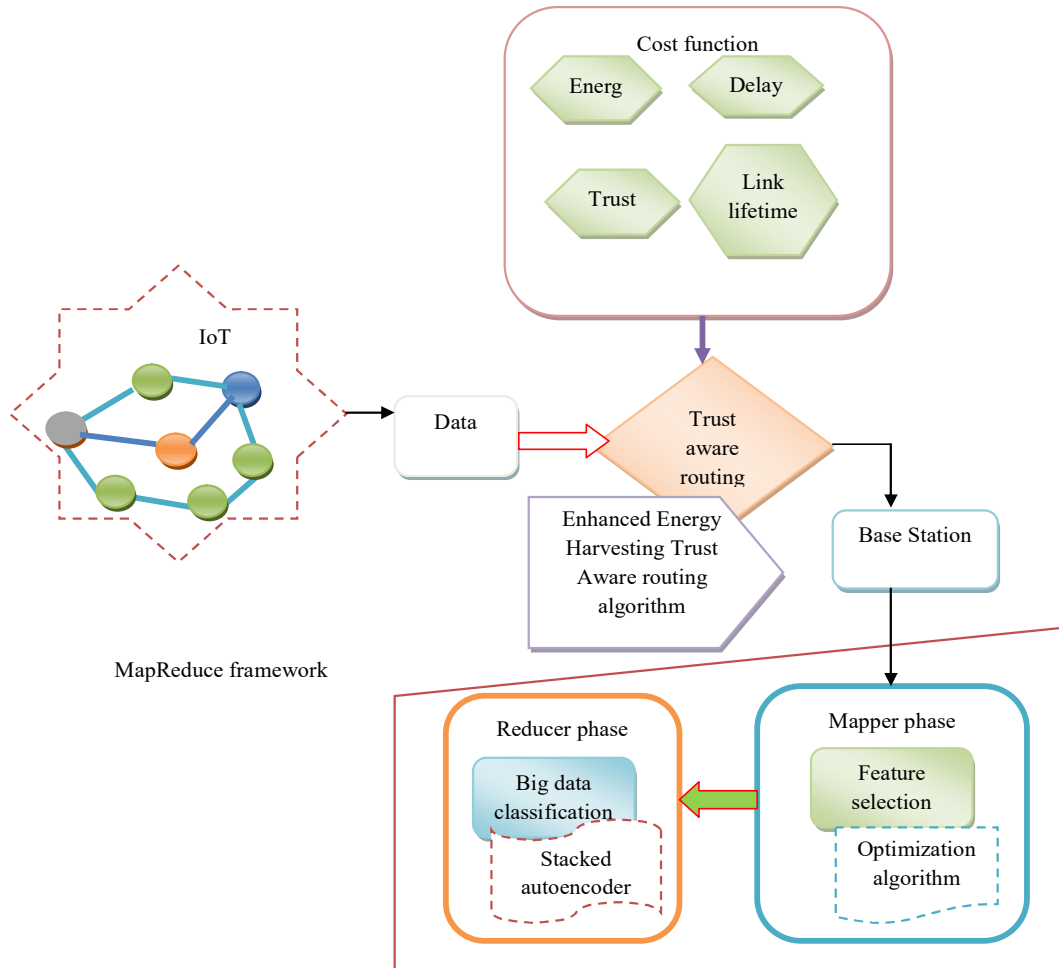 Cost function
Energ
Delay
Trust
Link
lifetime
IoT
Data
Trust
aware
routing
Enhanced Energy
Harvesting Trust
Aware routing
algorithm
Base Station
MapReduce framework
Reducer phase
Big data
classification
Stacked
autoencoder
Mapper phase
Feature
selection
Optimization
algorithm